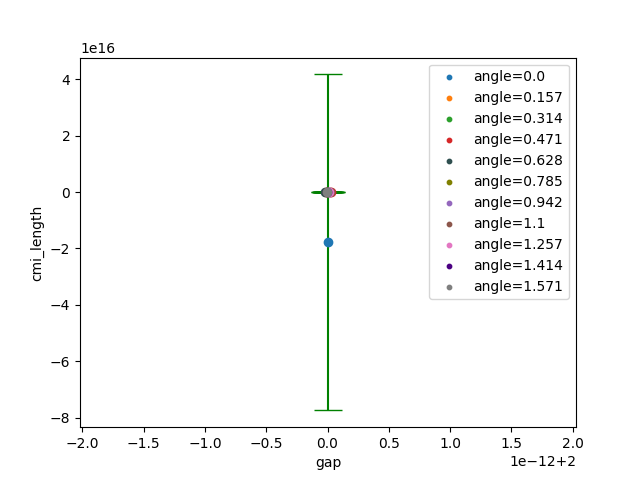 1e16
4
2
0
−2
−4
−6
−8
cmi_length
angle=0.0
angle=0.157
angle=0.314
angle=0.471
angle=0.628
angle=0.785
angle=0.942
angle=1.1
angle=1.257
angle=1.414
angle=1.571
−2.0 −1.5 −1.0 −0.5 0.0 0.5 1.0 1.5 2.0
gap
1e−12+2